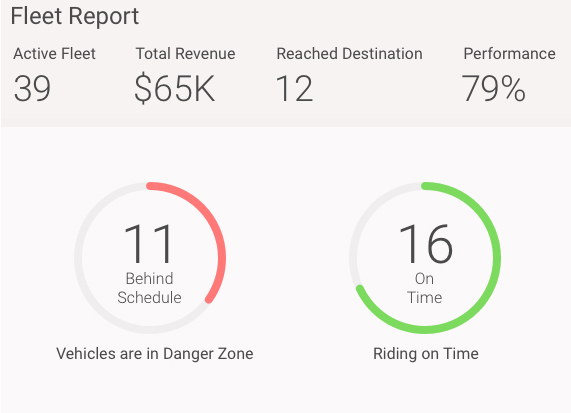 Fleet Report
Active Fleet Total Revenue Reached Destination Performance
39 $65K 12 79%
11 16
Behind On
Schedule Time
Vehicles are in Danger Zone Riding on Time